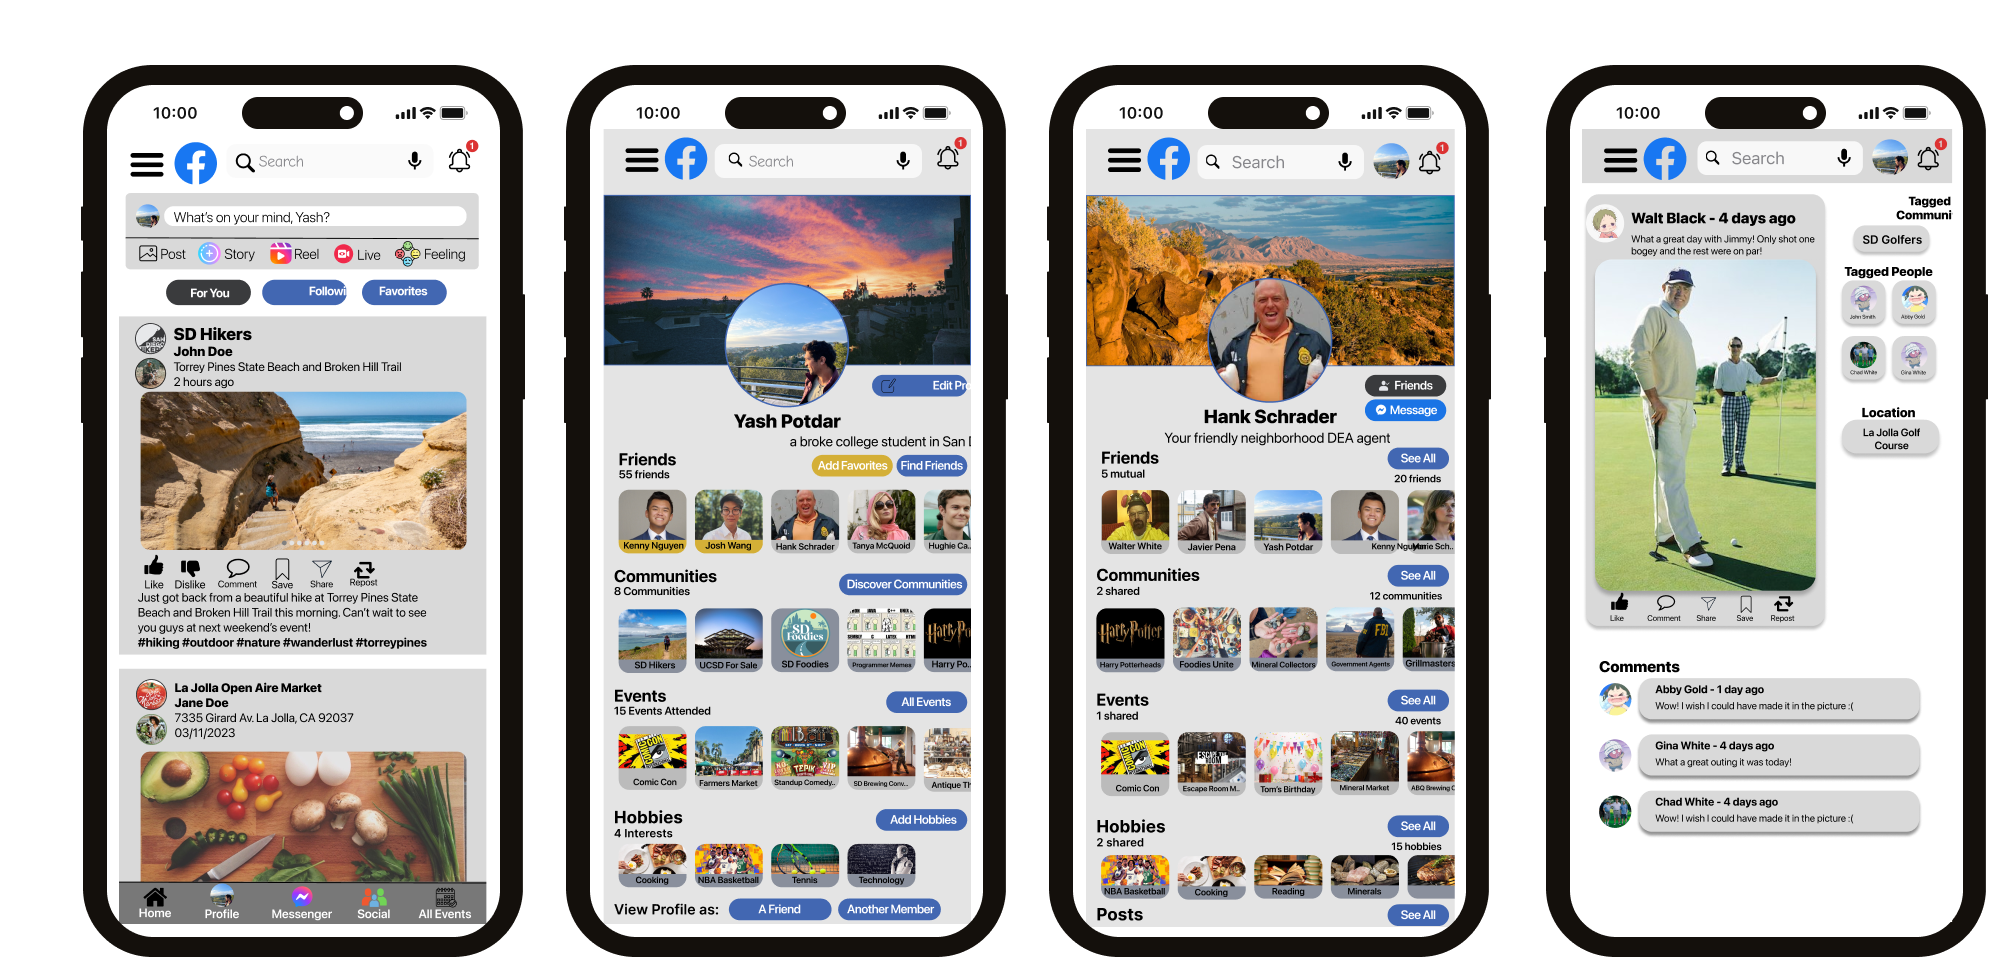 10:00
1
Search
What's on your mind, Yash?
Post
Story
Reel
Live
Feeling
For You
Followi
Favorites
SD Hikers
John Doe
Torrey Pines State Beach and Broken Hill Trail
2 hours ago
Like
Dislike
Comment
Save
Share
Repost
Just got back from a beautiful hike at Torrey Pines State
Beach and Broken Hill Trail this morning. Can't wait to see
you guys at next weekend's event!
#hiking #outdoor #nature #wanderlust #torreypines
La Jolla Open Aire Market
Jane Doe
7335 Girard Av. La Jolla, CA 92037
03/11/2023
Home
Profile
Messenger
Social
All Events
10:00
1
Search
Edit Pro
Yash Potdar
a broke college student in San D
Friends
55 friends
Add Favorites
Find Friends
Kenny Nguyen
Josh Wang
Hank Schrader
Tanya McQuoid
Hughie Ca..
Communities
8 Communities
Discover Communities
SD Foodies
Harry Po
SD Hikers
UCSD For Sale
SD Foodies
Programmer Memes
Harry Po..
Events
15 Events Attended
All Events
Comic Con
Farmers Market
Standup Comedy..
SD Brewing Conv...
Antique Th
Hobbies
4 Interests
Add Hobbies
Cooking
NBA Basketball
Tennis
Technology
View Profile as:
A Friend
Another Member
10:00
1
Search
Friends
Message
Hank Schrader
Your friendly neighborhood DEA agent
Friends
5 mutual
See All
20 friends
Walter White
Javier Pena
Yash Potdar
Kenny Nguyen
Marie Sch..
Communities
2 shared
See All
12 communities
Harry Potter
FBI
Harry Potterheads
Foodies Unite
Mineral Collectors
Government Agents
Grillmasters
Events
1 shared
See All
40 events
ESCAPE
ROOM
Comic Con
Escape Room M..
Tom's Birthday
Mineral Market
ABQ Brewing C
Hobbies
2 shared
See All
15 hobbies
NBA Basketball
Cooking
Reading
Minerals
Posts
See All
10:00
1
Search
Walt Black - 4 days ago
What a great day with Jimmy! Only shot one
bogey and the rest were on par!
Like
Comment
Share
Save
Repost
Tagged
Communi
SD Golfers
Tagged People
John Smith
Abby Gold
Chad White
Gina White
Location
La Jolla Golf
Course
Comments
Abby Gold - 1 day ago
Wow! I wish I could have made it in the picture :(
Gina White - 4 days ago
What a great outing it was today!
Chad White - 4 days ago
Wow! I wish I could have made it in the picture :(